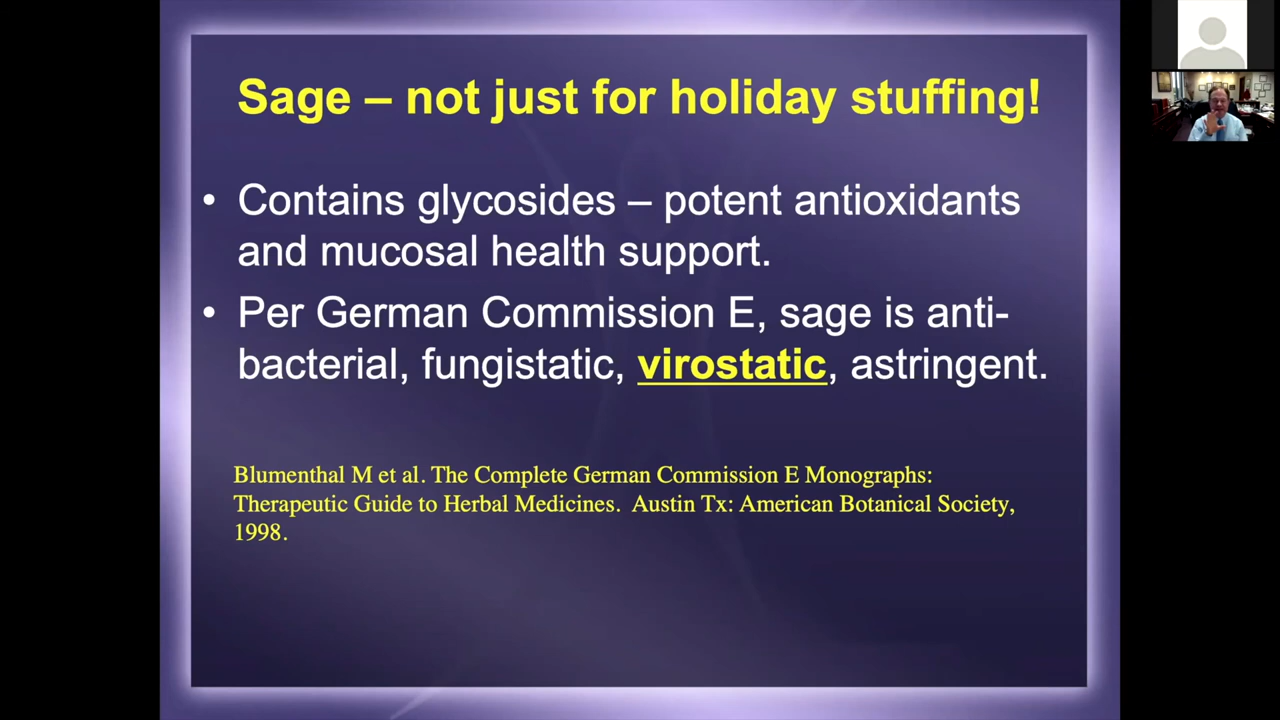 Sage – not just for holiday stuffing!
• Contains glycosides – potent antioxidants
and mucosal health support.
• Per German Commission E, sage is anti-
bacterial, fungistatic, virostatic, astringent.
Blumenthal M et al. The Complete German Commission E Monographs:
Therapeutic Guide to Herbal Medicines.  Austin Tx: American Botanical Society,
1998.